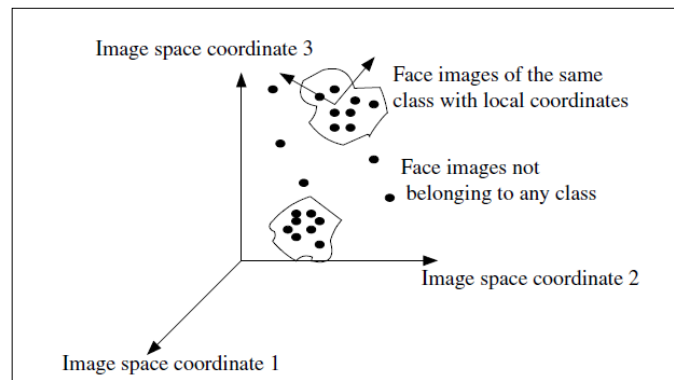 Image space coordinate 3
Face images of the same
class with local coordinates
Face images not
belonging to any class
Image space coordinate 2
Image space coordinate 1